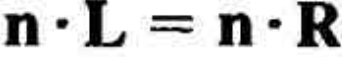 n · L = n · R